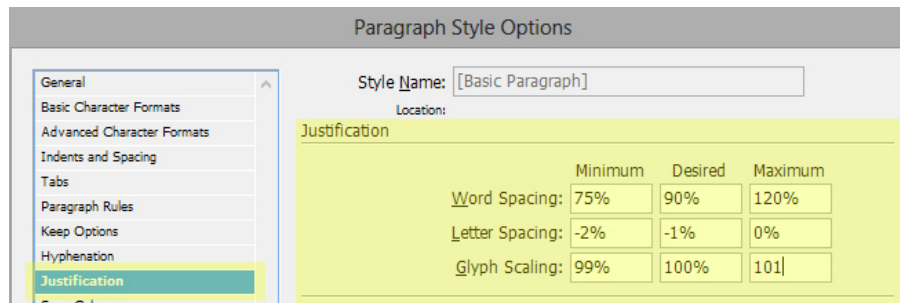 Paragraph Style Options
General
Basic Character Formats
Advanced Character Formats
Indents and Spacing
Tabs
Paragraph Rules
Keep Options
Hyphenation
Justification
Style Name: [Basic Paragraph]
Location:
Justification
Minimum Desired Maximum
Word Spacing: 75% 90% 120%
Letter Spacing: -2% -1% 0%
Glyph Scaling: 99% 100% 101